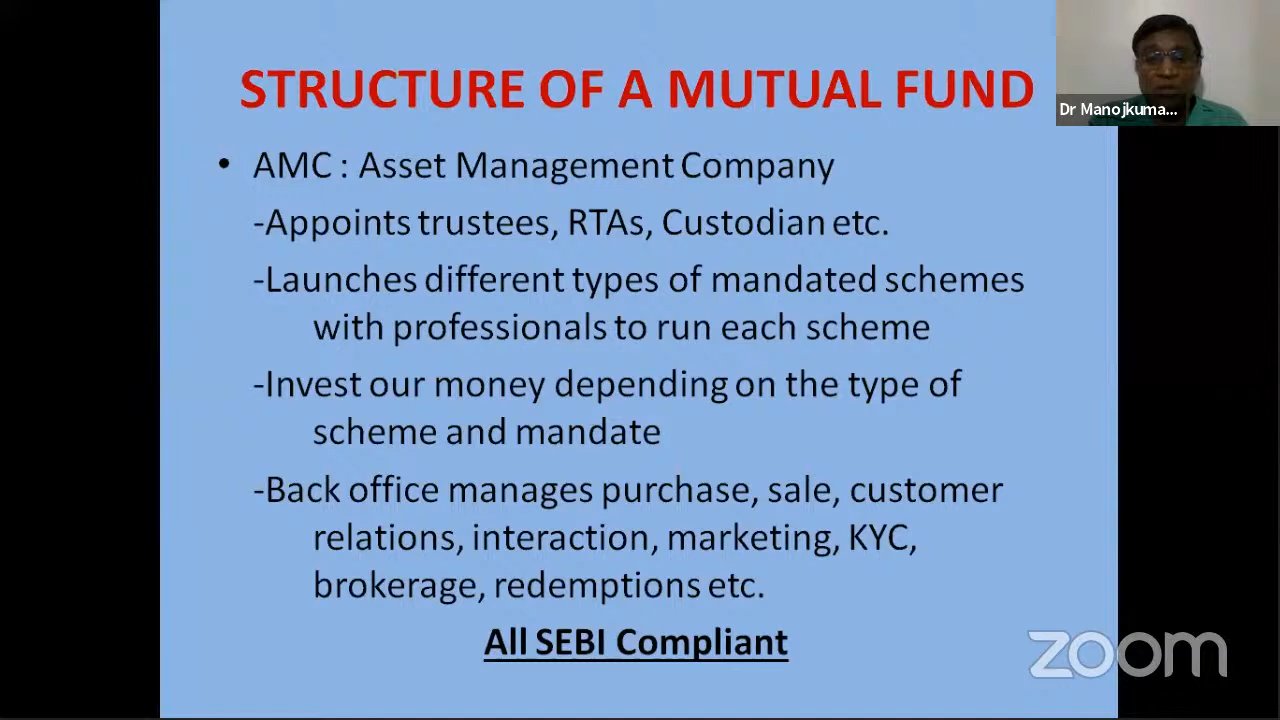 STRUCTURE OF A MUTUAL FUND
Dr Manojkuma...
• AMC : Asset Management Company
-Appoints trustees, RTAs, Custodian etc.
-Launches different types of mandated schemes
with professionals to run each scheme
-Invest our money depending on the type of
scheme and mandate
-Back office manages purchase, sale, customer
relations, interaction, marketing, KYC,
brokerage, redemptions etc.
All SEBI Compliant
zoom